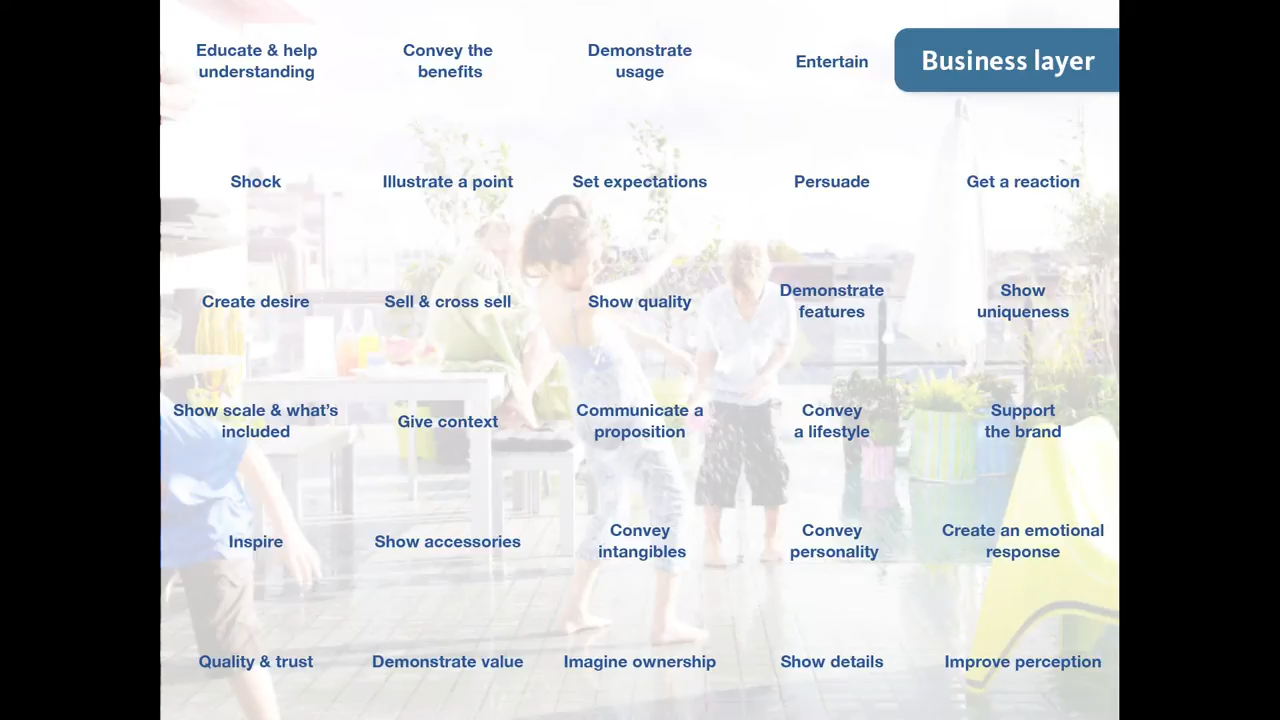 Educate & help
understanding
Convey the
benefits
Demonstrate
usage
Entertain
Business layer
Shock
Illustrate a point
Set expectations
Persuade
Get a reaction
Create desire
Sell & cross sell
Show quality
Demonstrate
features
Show
uniqueness
Show scale & what’s
included
Give context
Communicate a
proposition
Convey
a lifestyle
Support
the brand
Inspire
Show accessories
Convey
intangibles
Convey
personality
Create an emotional
response
Quality & trust
Demonstrate value
Imagine ownership
Show details
Improve perception